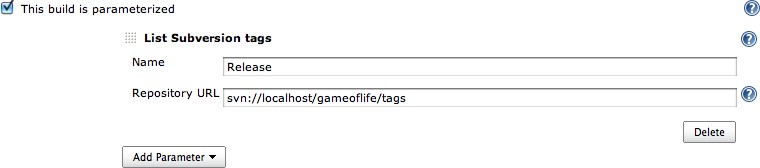 This build is parameterized
List Subversion tags
Name Release
Repository URL svn://localhost/gameoflife/tags
Delete
Add Parameter